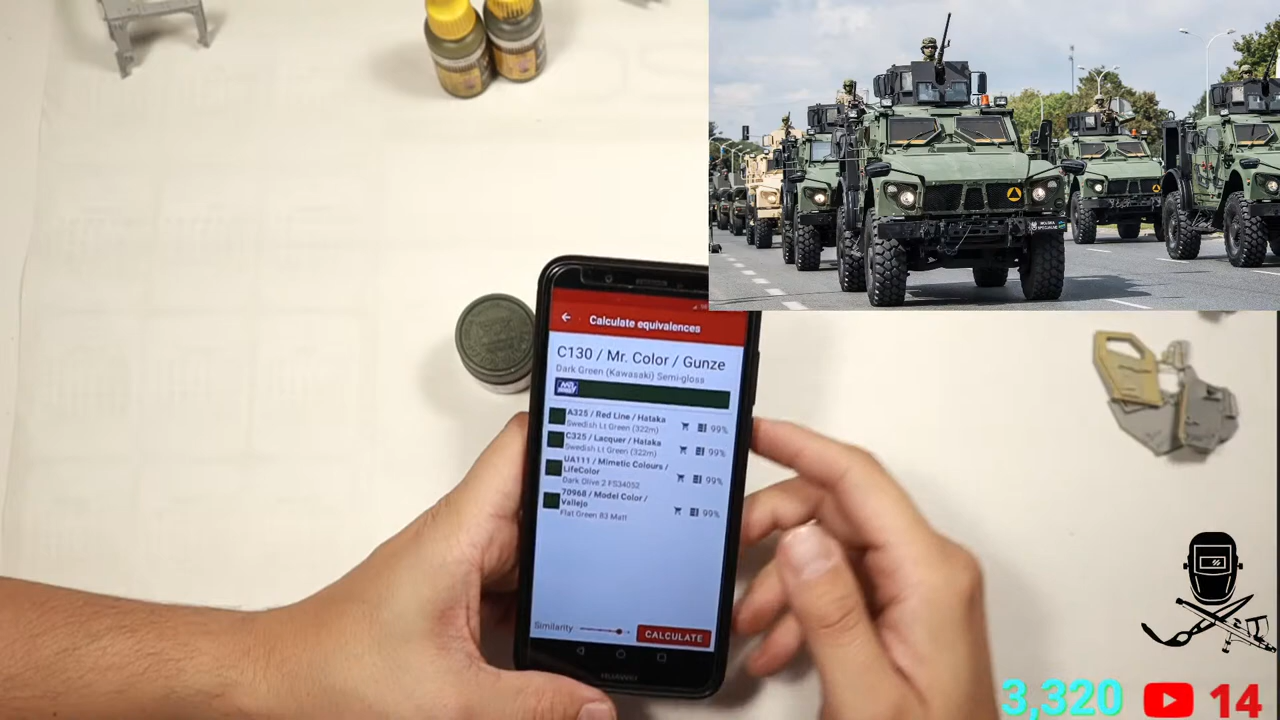 Calculate equivalences
C130 / Mr. Color / Gunze
Dark Green (Kawasaki) Semi-gloss
A325 / Red Line / Hataka
Swedish Lt Green (322m)
99%
C325 / Lacquer / Hataka
Swedish Lt Green (322m)
99%
UA111 / Mimetic Colours /
LifeColor
Dark Olive 2 FS34052
99%
70968 / Model Color /
Vallejo
Flat Green 83 Matt
99%
Similarity
CALCULATE
HUAWEI
3,320
14